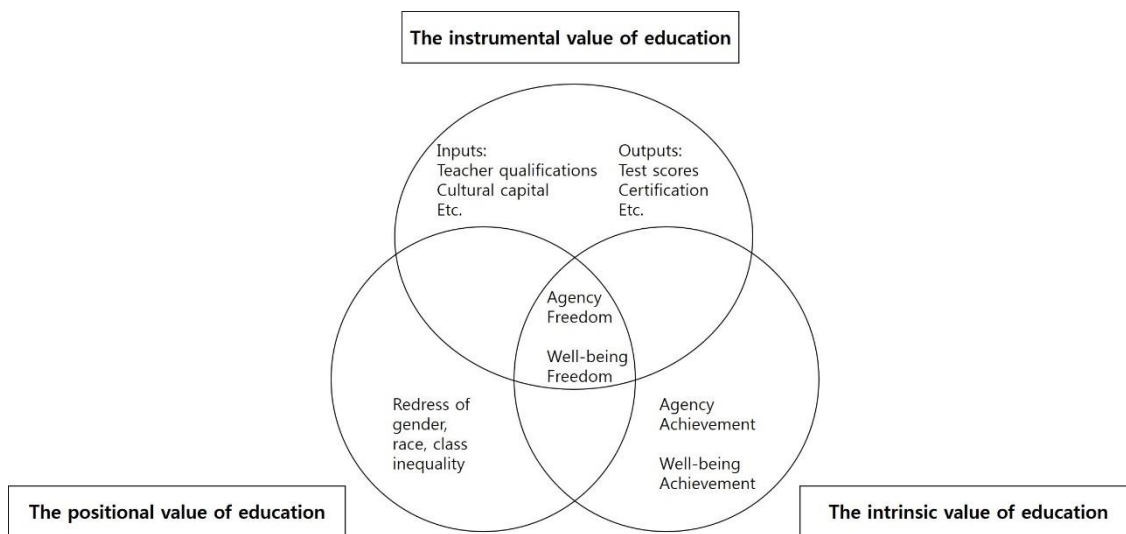 The instrumental value of education
Inputs:
Teacher qualifications
Cultural capital
Etc.
Outputs:
Test scores
Certification
Etc.
Agency
Freedom
Well-being
Freedom
Redress of
gender,
race, class
inequality
Agency
Achievement
Well-being
Achievement
The positional value of education
The intrinsic value of education